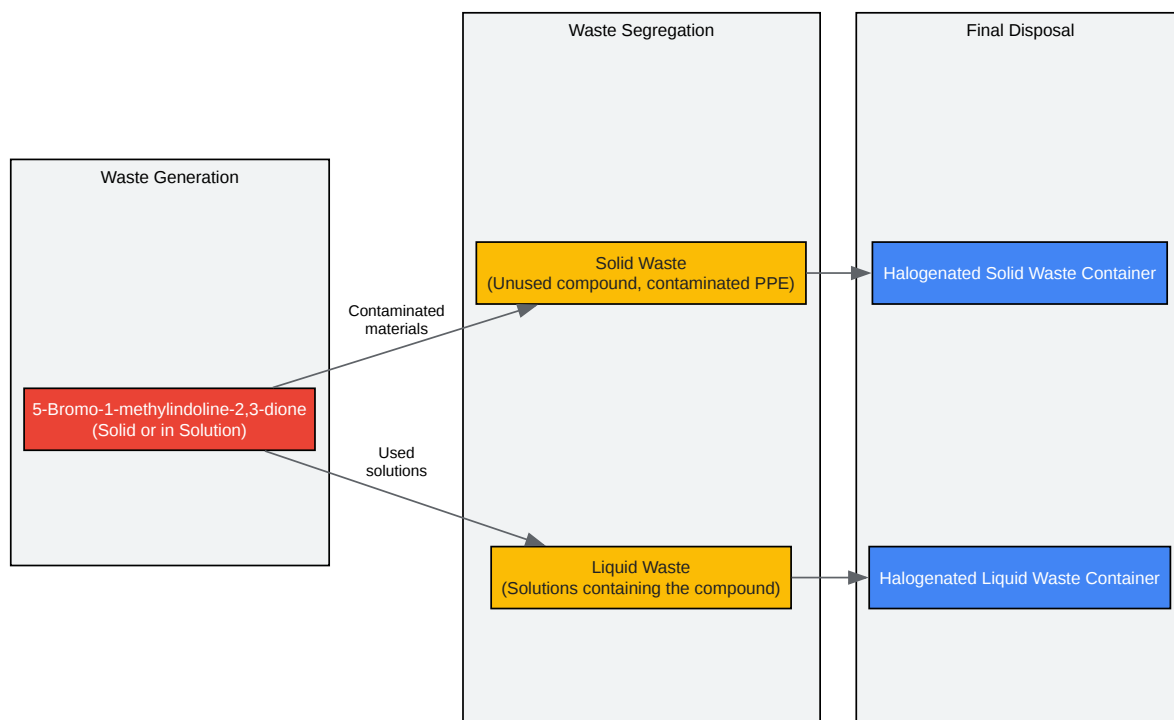 Waste Generation
5-Bromo-1-methylindoline-2,3-dione
(Solid or in Solution)
Contaminated
materials
Used
solutions
Waste Segregation
Solid Waste
(Unused compound, contaminated PPE)
Liquid Waste
(Solutions containing the compound)
Final Disposal
Halogenated Solid Waste Container
Halogenated Liquid Waste Container